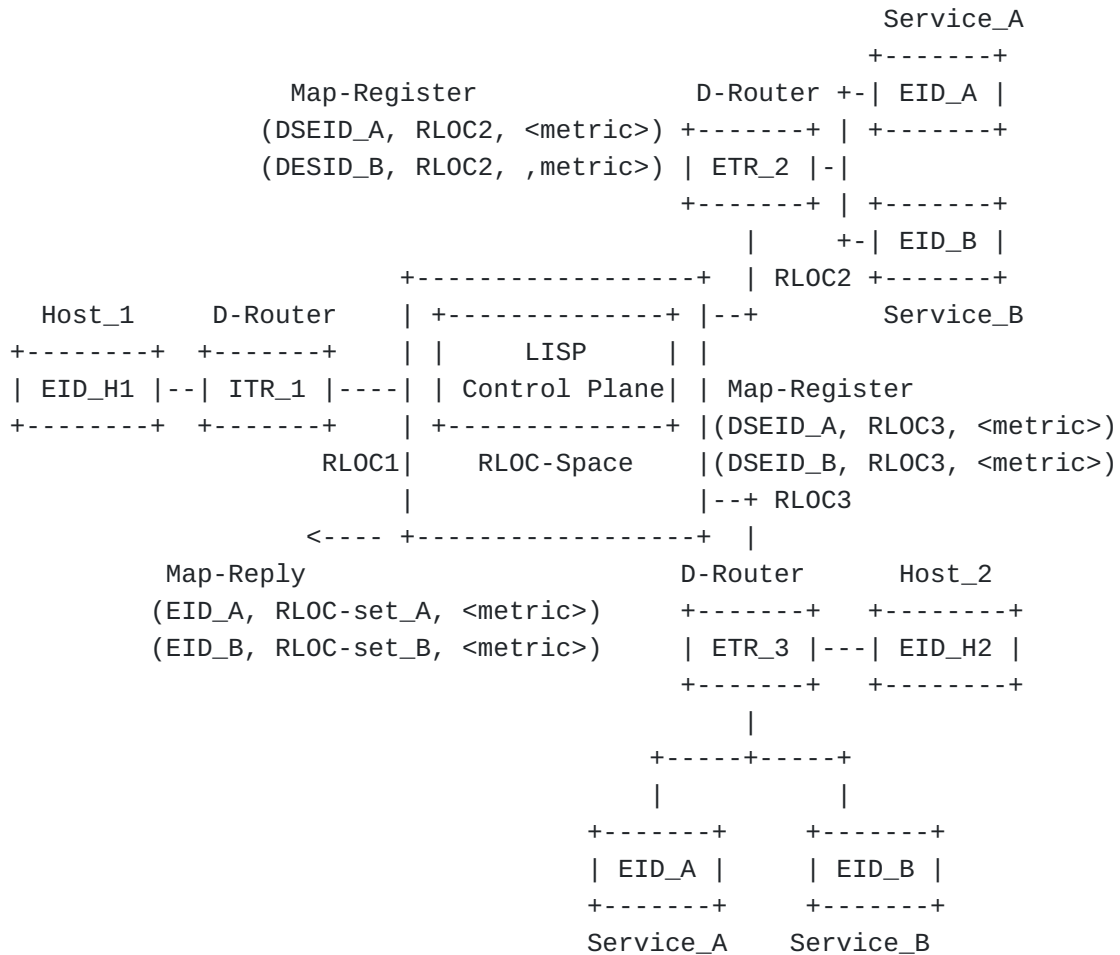 Service_A
+-------+
Map-Register D-Router +-| EID_A |
(DSEID_A, RLOC2, <metric>) +-------+ | +-------+
(DESID_B, RLOC2, ,metric>) | ETR_2 |-|
+-------+ | +-------+
| +-| EID_B |
+------------------+ | RLOC2 +-------+
Host_1 D-Router | +--------------+ |--+ Service_B
+--------+ +-------+ | | LISP | |
| EID_H1 |--| ITR_1 |----| | Control Plane| | Map-Register
+--------+ +-------+ | +--------------+ |(DSEID_A, RLOC3, <metric>)
RLOC1| RLOC-Space |(DSEID_B, RLOC3, <metric>)
| |--+ RLOC3
<---- +------------------+ |
Map-Reply D-Router Host_2
(EID_A, RLOC-set_A, <metric>) +-------+ +--------+
(EID_B, RLOC-set_B, <metric>) | ETR_3 |---| EID_H2 |
+-------+ +--------+
|
+-----+-----+
| |
+-------+ +-------+
| EID_A | | EID_B |
+-------+ +-------+
Service_A Service_B